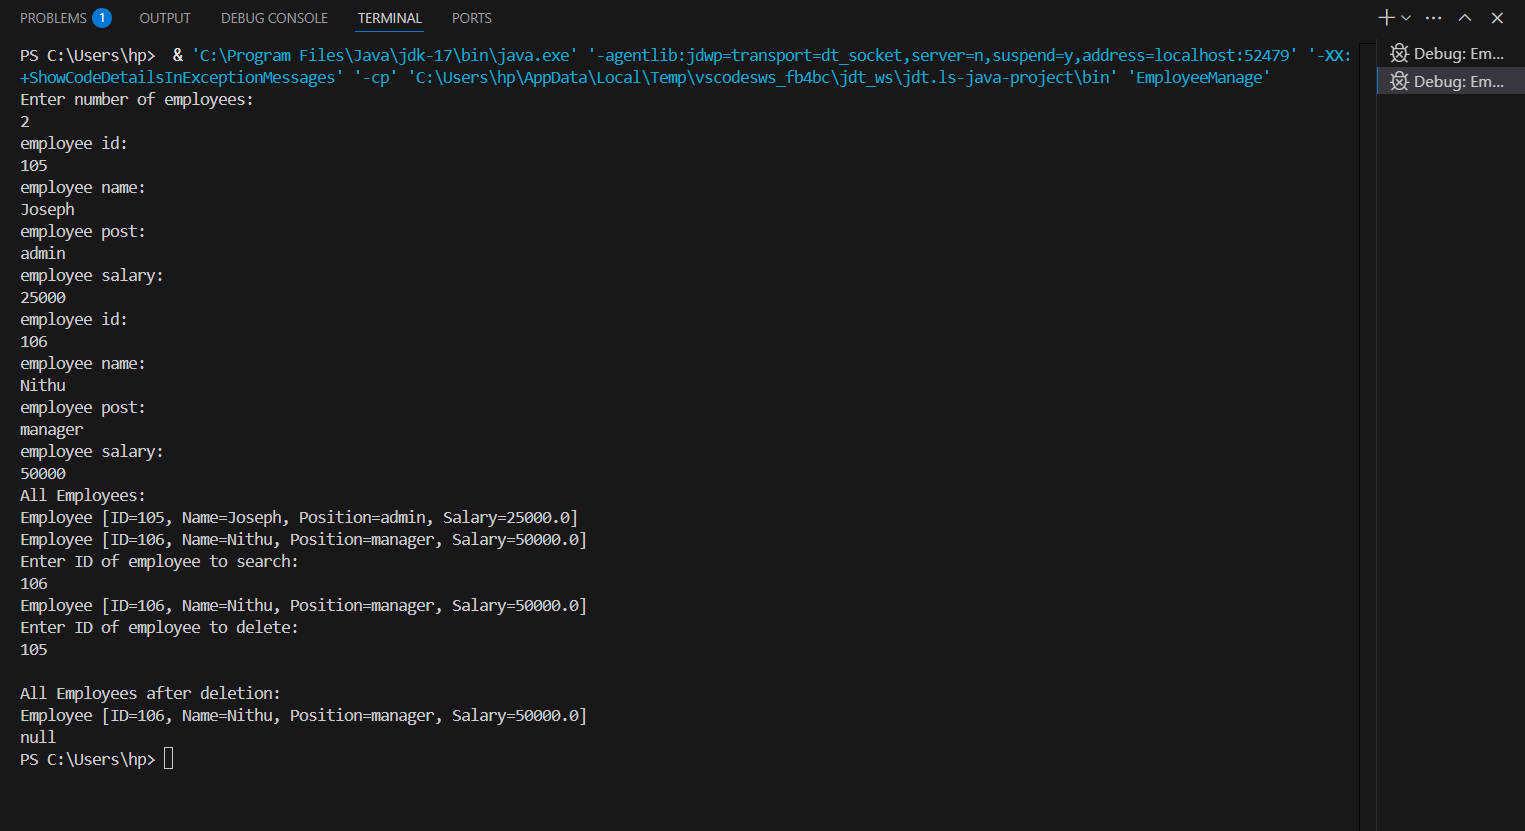 PROBLEMS 1 OUTPUT DEBUG CONSOLE TERMINAL PORTS
PS C:\Users\hp>  & 'C:\Program Files\Java\jdk-17\bin\java.exe' '-agentlib:jdwp=transport=dt_socket,server=n,suspend=y,address=localhost:52479' '-XX:
+ShowCodeDetailsInExceptionMessages' '-cp' 'C:\Users\hp\AppData\Local\Temp\vscodesws_fb4bc\jdt_ws\jdt.ls-java-project\bin' 'EmployeeManage'
Enter number of employees:
2
employee id:
105
employee name:
Joseph
employee post:
admin
employee salary:
25000
employee id:
106
employee name:
Nithu
employee post:
manager
employee salary:
50000
All Employees:
Employee [ID=105, Name=Joseph, Position=admin, Salary=25000.0]
Employee [ID=106, Name=Nithu, Position=manager, Salary=50000.0]
Enter ID of employee to search:
106
Employee [ID=106, Name=Nithu, Position=manager, Salary=50000.0]
Enter ID of employee to delete:
105
All Employees after deletion:
Employee [ID=106, Name=Nithu, Position=manager, Salary=50000.0]
null
PS C:\Users\hp>
Debug: Em...
Debug: Em...